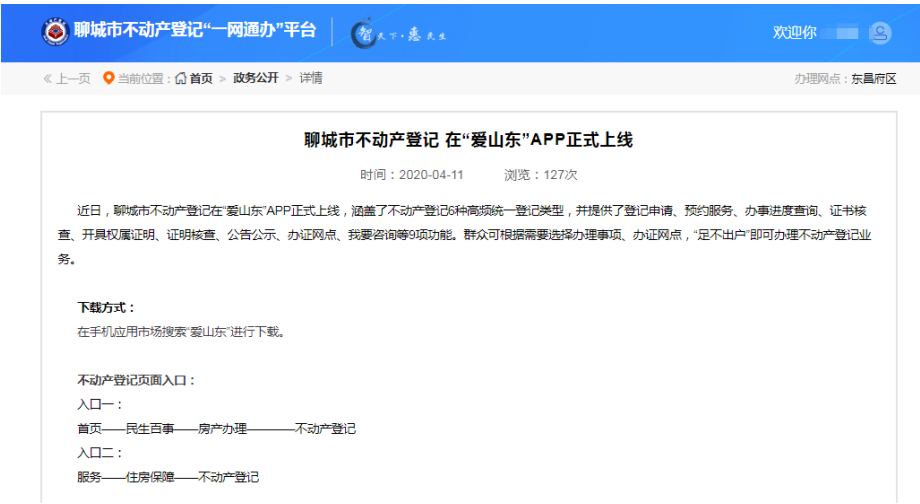 聊城市不动产登记“一网通办”平台
智天下·惠民生
欢迎你
« 上一页 当前位置：首页 > 政务公开 > 详情
办理网点：东昌府区
聊城市不动产登记 在“爱山东”APP正式上线
时间：2020-04-11 浏览：127次
近日，聊城市不动产登记在“爱山东”APP正式上线，涵盖了不动产登记6种高频统一登记类型，并提供了登记申请、预约服务、办事进度查询、证书核
查、开具权属证明、证明核查、公告公示、办证网点、我要咨询等9项功能。群众可根据需要选择办理事项、办证网点，“足不出户”即可办理不动产登记业
务。
下载方式：
在手机应用市场搜索“爱山东”进行下载。
不动产登记页面入口：
入口一：
首页——民生百事——房产办理————不动产登记
入口二：
服务——住房保障——不动产登记